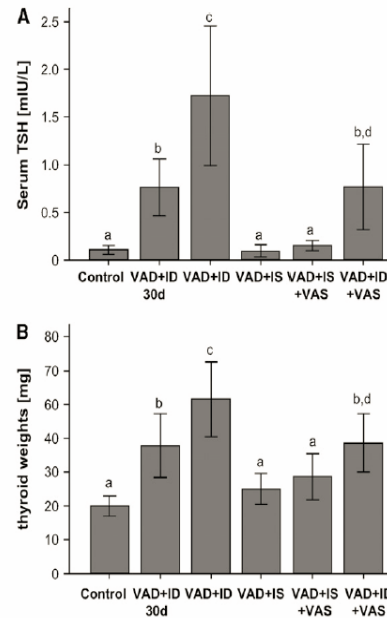 A
Serum TSH [mIU/L]
2.5
2.0
1.5
1.0
0.5
0
a
b
c
a
a
b,d
Control VAD+ID VAD+ID VAD+IS VAD+IS VAD+ID
30d +VAS +VAS
B
thyroid weights [mg]
80
70
60
50
40
30
20
10
0
a
b
c
a
a
b,d
Control VAD+ID VAD+ID VAD+IS VAD+IS VAD+ID
30d +VAS +VAS